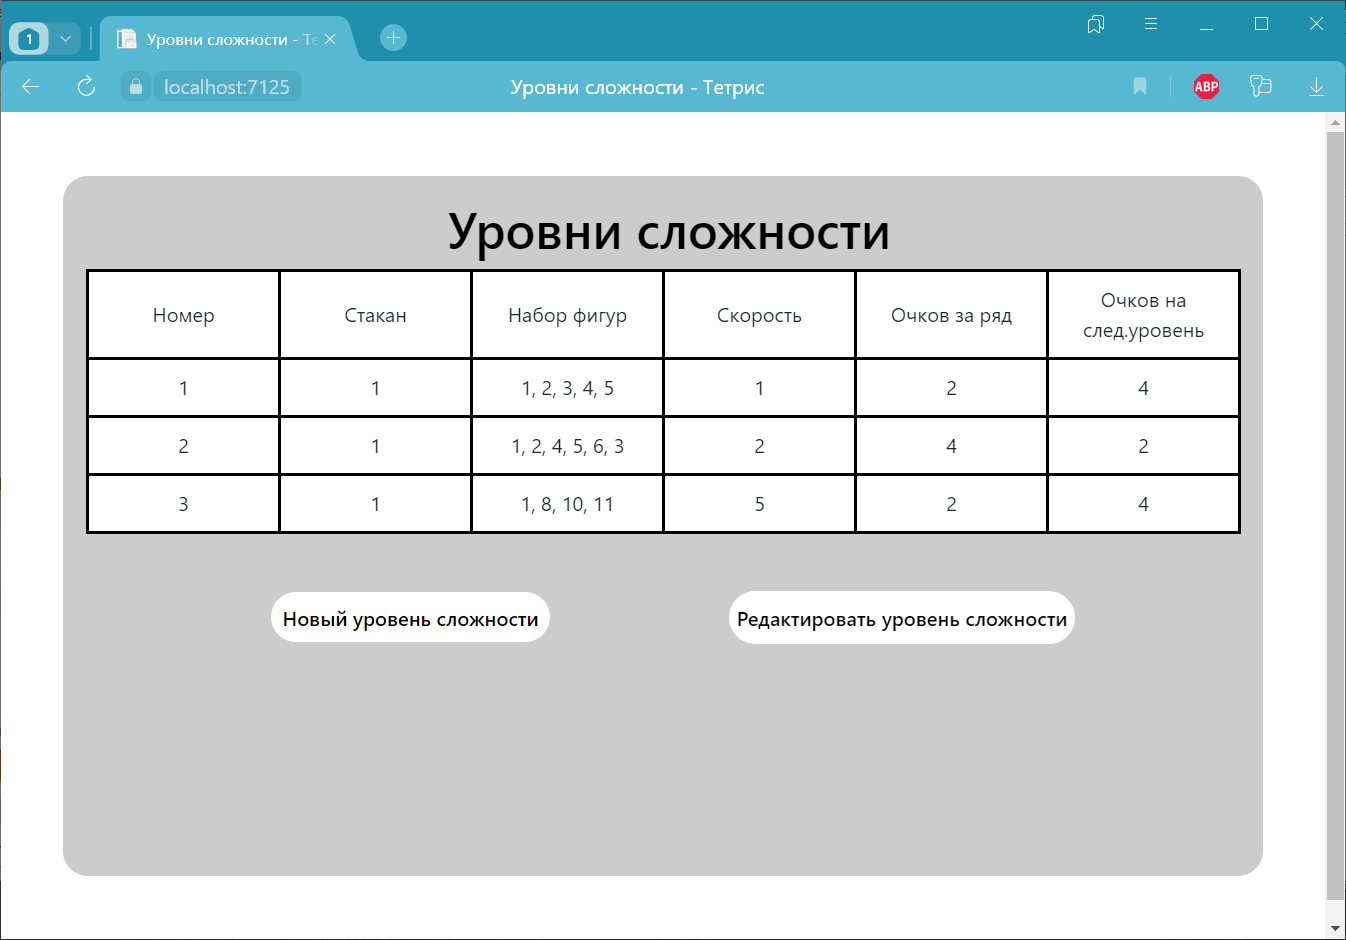 1
Уровни сложности - Те
localhost:7125
Уровни сложности - Тетрис
ABP
Уровни сложности
Номер Стакан Набор фигур Скорость Очков за ряд Очков на
след.уровень
1 1 1, 2, 3, 4, 5 1 2 4
2 1 1, 2, 4, 5, 6, 3 2 4 2
3 1 1, 8, 10, 11 5 2 4
Новый уровень сложности Редактировать уровень сложности